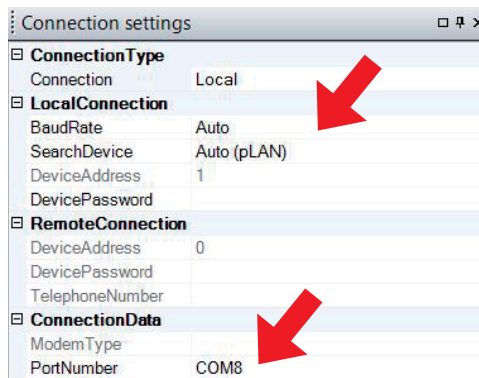 Connection settings
ConnectionType
Connection Local
LocalConnection
BaudRate Auto
SearchDevice Auto (pLAN)
DeviceAddress 1
DevicePassword
RemoteConnection
DeviceAddress 0
DevicePassword
TelephoneNumber
ConnectionData
ModemType
PortNumber COM8